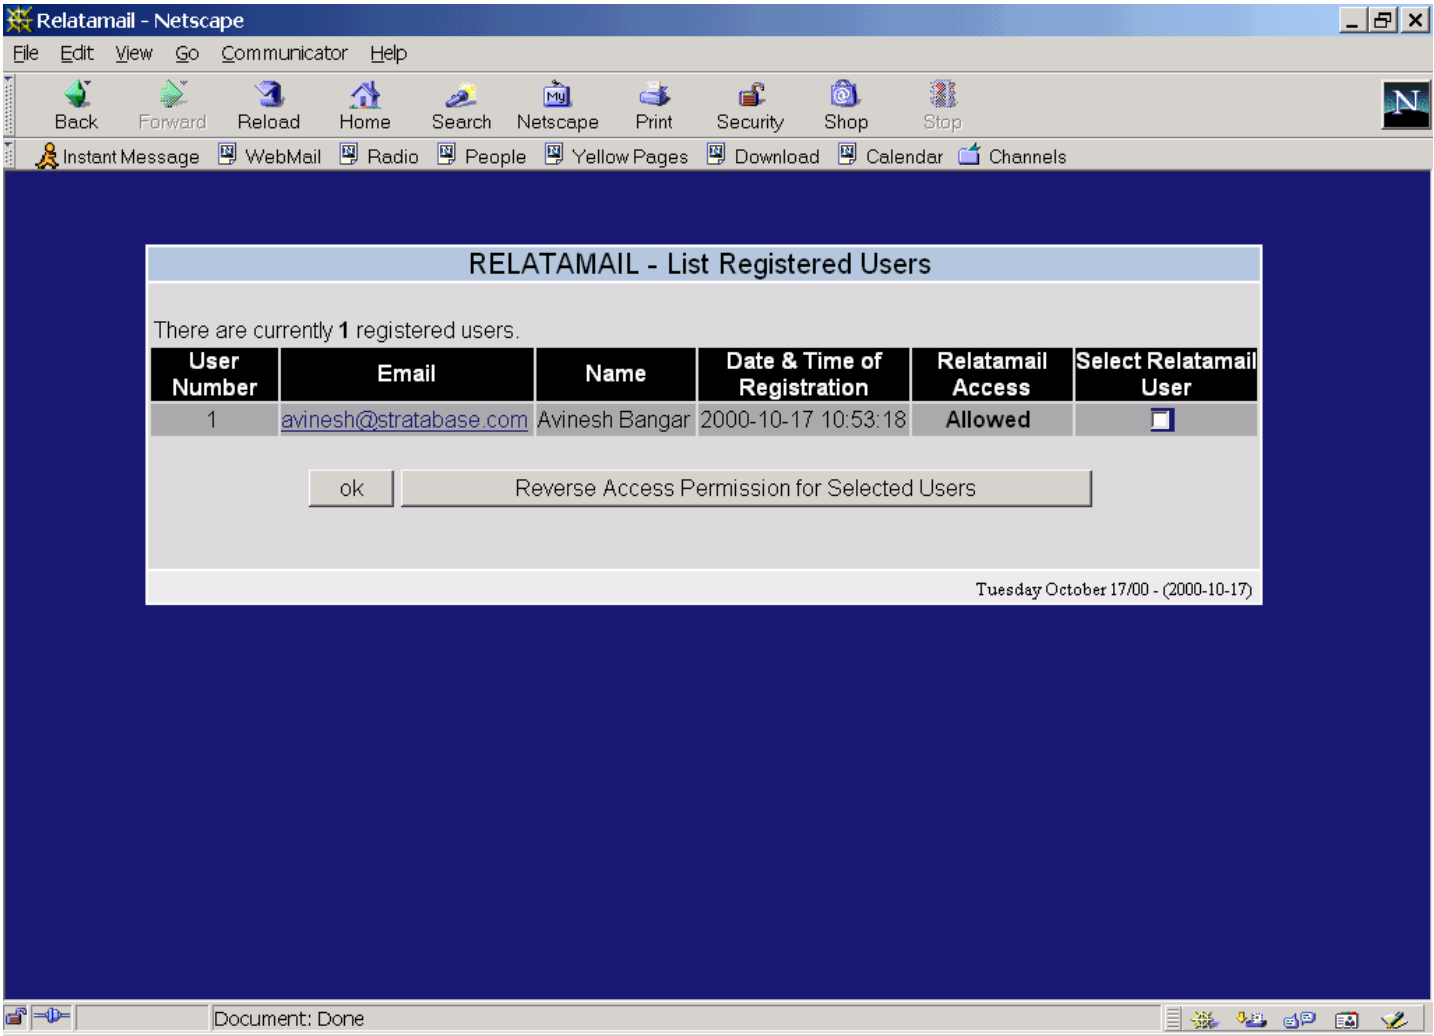 Relatamail - Netscape
File Edit View Go Communicator Help
Back Forward Reload Home Search Netscape Print Security Shop Stop
My
N
Instant Message WebMail Radio People Yellow Pages Download Calendar Channels
RELATAMAIL - List Registered Users
There are currently 1 registered users.
User Number Email Name Date & Time of Registration Relatamail Access Select Relatamail User
1 avinesh@stratabase.com Avinesh Bangar 2000-10-17 10:53:18 Allowed
ok Reverse Access Permission for Selected Users
Tuesday October 17/00 - (2000-10-17)
Document: Done